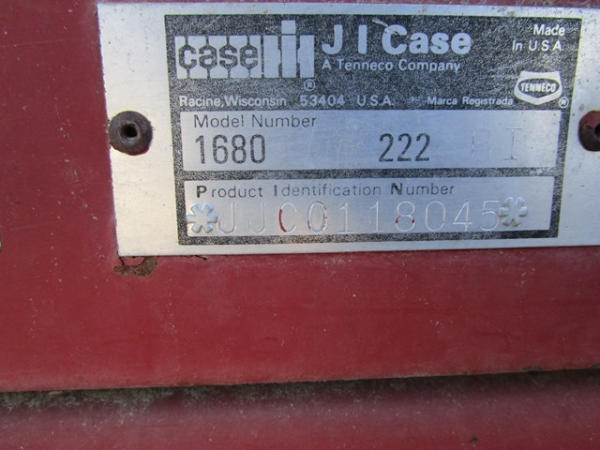 case IH ® J I Case
A Tenneco Company
Made
In U.S.A.
TENNECO ®
Racine, Wisconsin 53404 U.S.A. Marca Registrada
Model Number
1680 222
Product Identification Number
*JJC0118045*